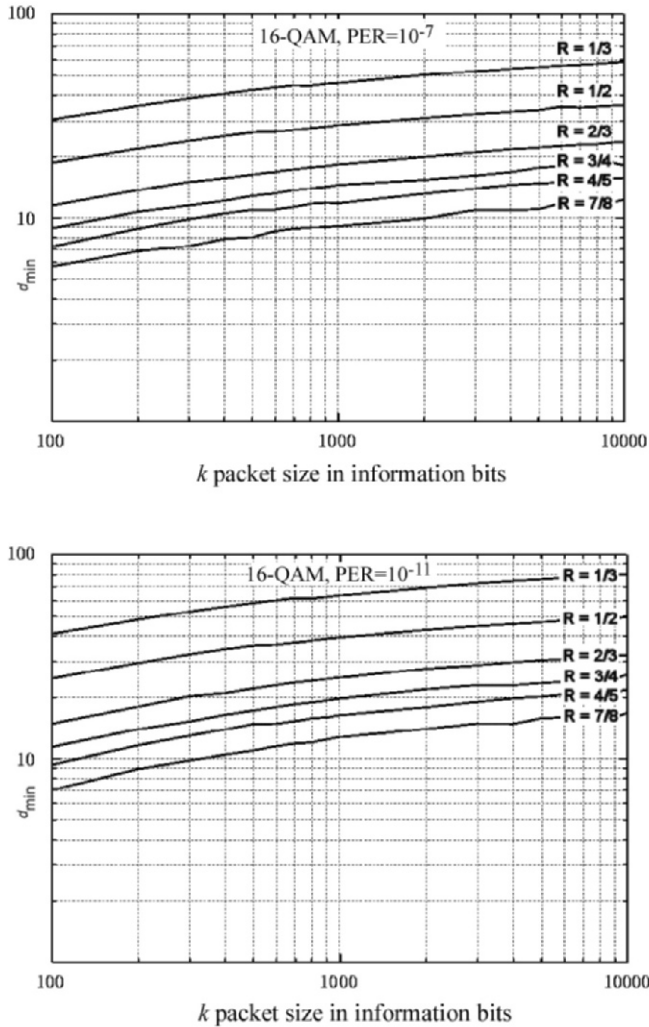 100
16-QAM, PER=10⁻⁷
R = 1/3
R = 1/2
R = 2/3
R = 3/4
R = 4/5
R = 7/8
10
d_min
100 1000 10000
k packet size in information bits
100
16-QAM, PER=10⁻¹¹
R = 1/3
R = 1/2
R = 2/3
R = 3/4
R = 4/5
R = 7/8
10
d_min
100 1000 10000
k packet size in information bits